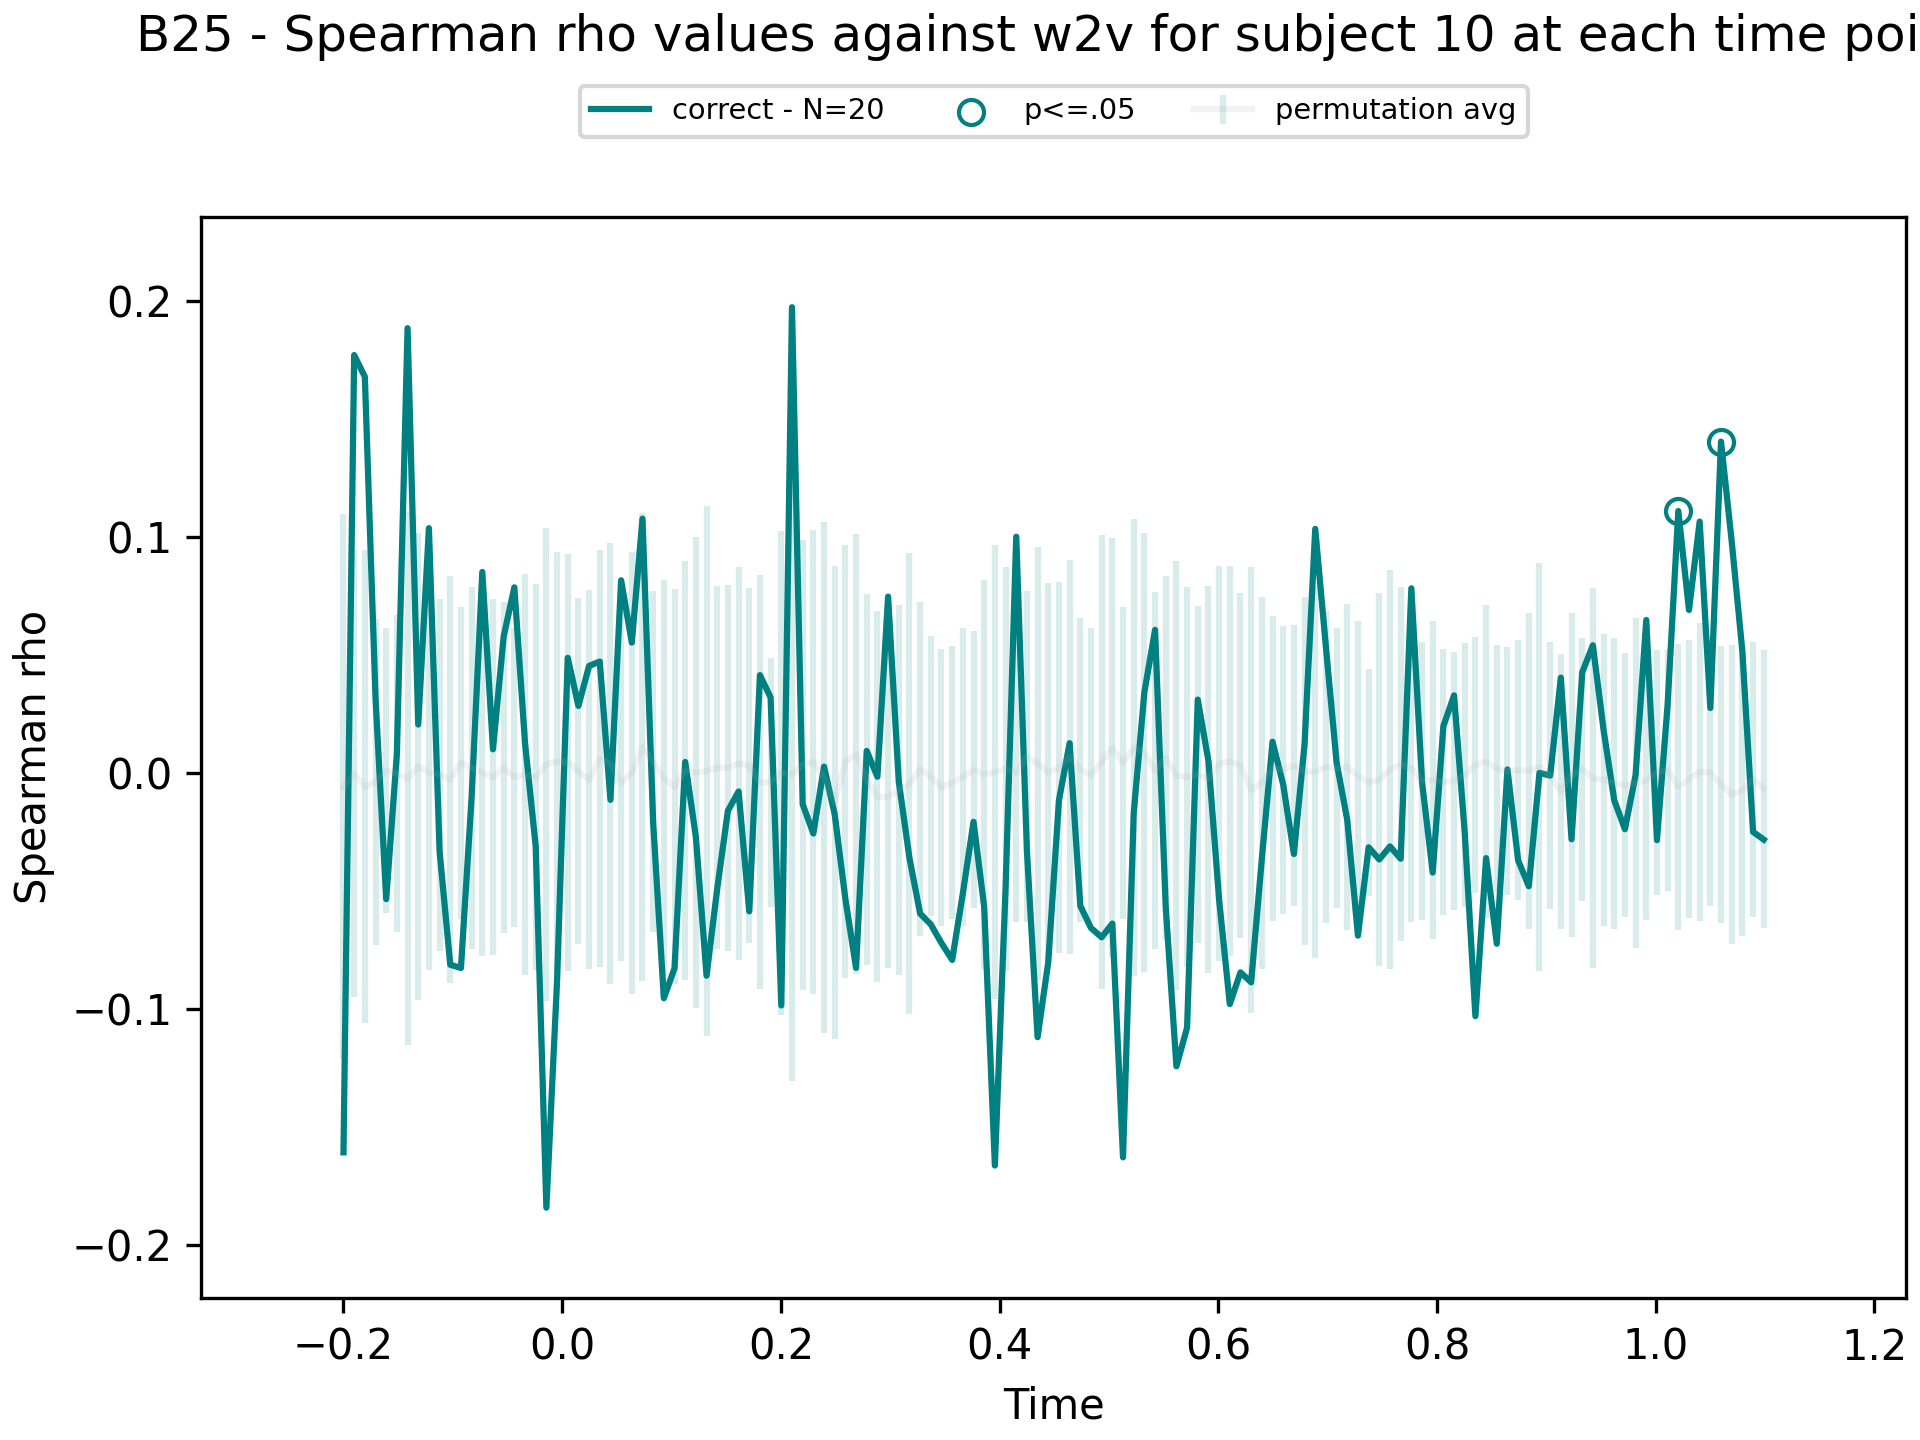 B25 - Spearman rho values against w2v for subject 10 at each time poi
correct - N=20 p<=.05 permutation avg
Spearman rho
0.2
0.1
0.0
−0.1
−0.2
−0.2 0.0 0.2 0.4 0.6 0.8 1.0 1.2
Time